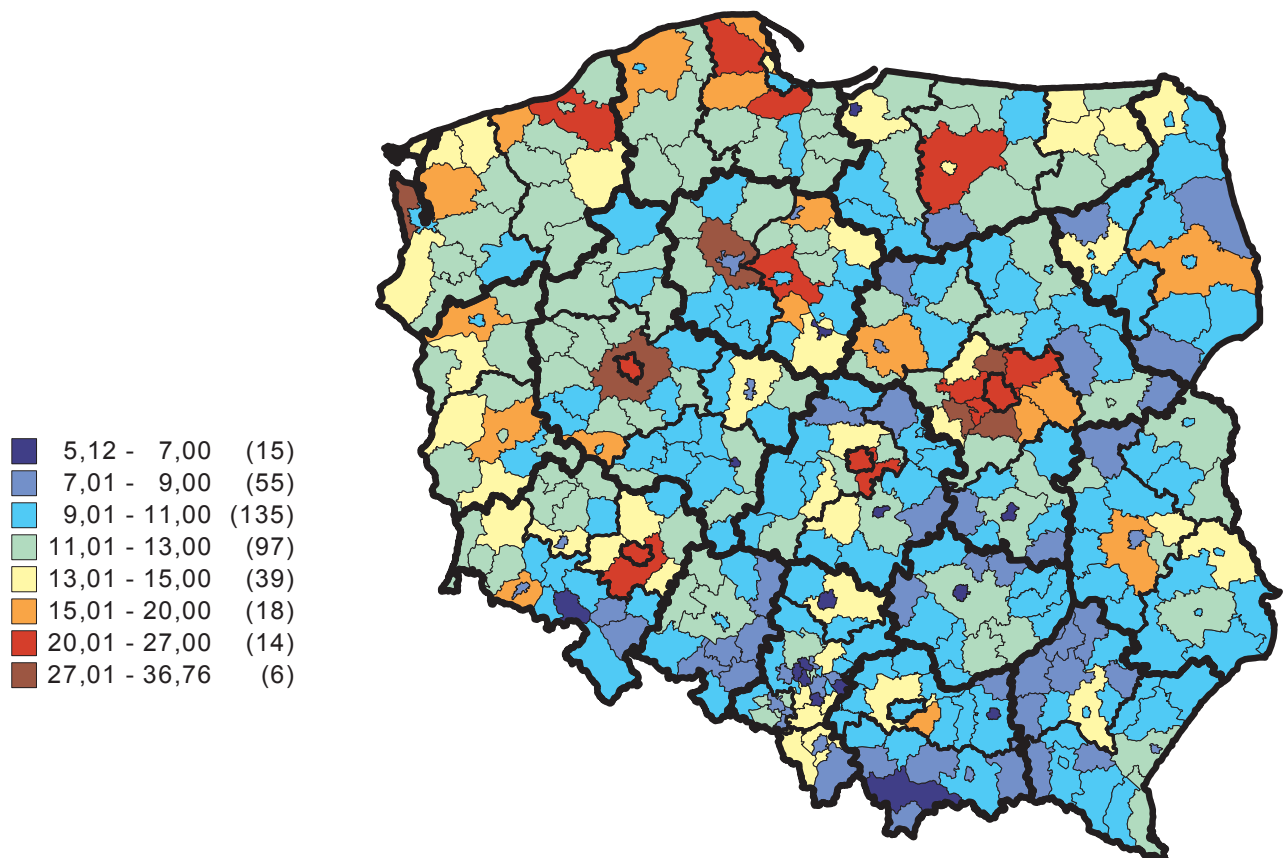 5,12 - 7,00 (15)
7,01 - 9,00 (55)
9,01 - 11,00 (135)
11,01 - 13,00 (97)
13,01 - 15,00 (39)
15,01 - 20,00 (18)
20,01 - 27,00 (14)
27,01 - 36,76 (6)